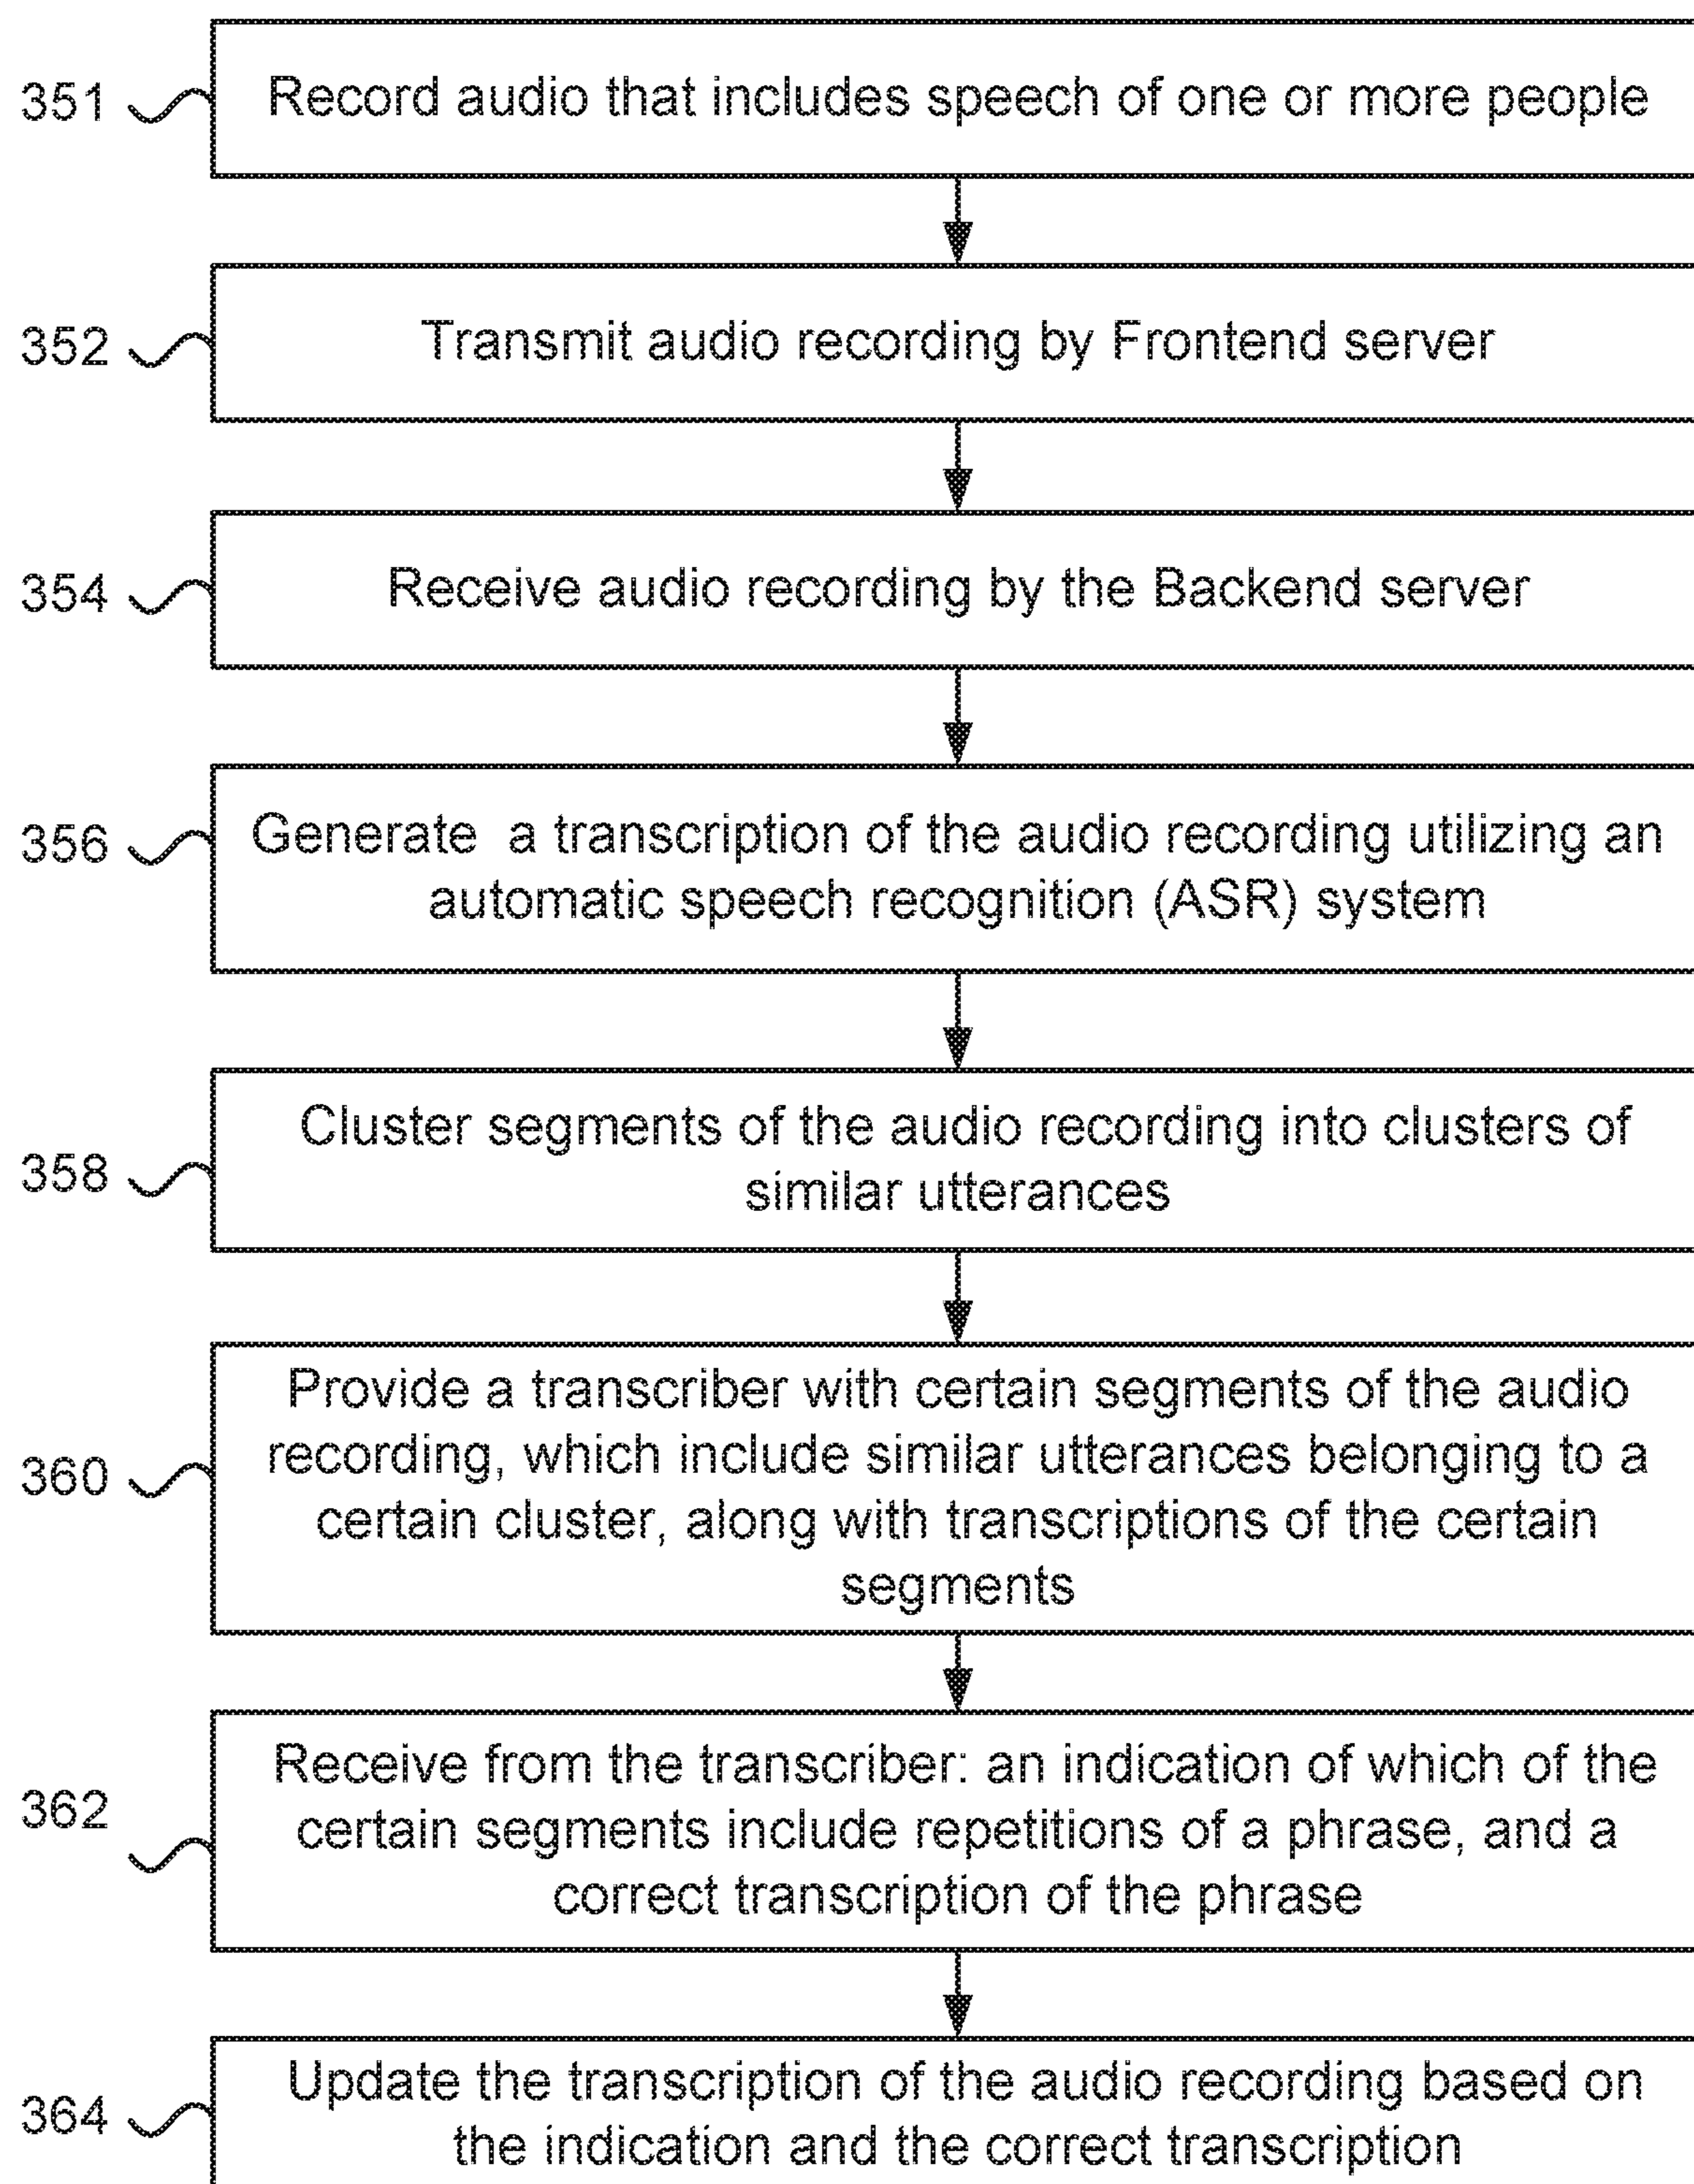 351
Record audio that includes speech of one or more people
352
Transmit audio recording by Frontend server
354
Receive audio recording by the Backend server
356
Generate  a transcription of the audio recording utilizing an
automatic speech recognition (ASR) system
358
Cluster segments of the audio recording into clusters of
similar utterances
360
Provide a transcriber with certain segments of the audio
recording, which include similar utterances belonging to a
certain cluster, along with transcriptions of the certain
segments
362
Receive from the transcriber: an indication of which of the
certain segments include repetitions of a phrase, and a
correct transcription of the phrase
364
Update the transcription of the audio recording based on
the indication and the correct transcription